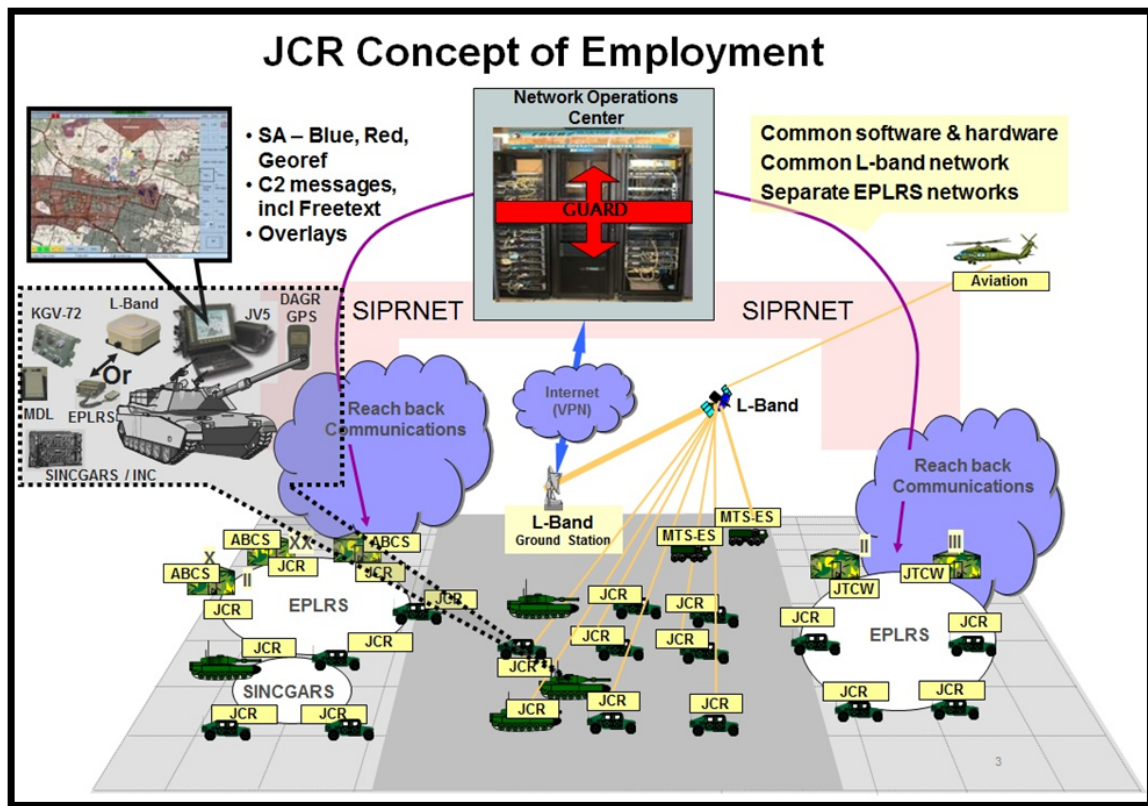 JCR Concept of Employment
Network Operations
Center
GUARD
• SA – Blue, Red,
Georef
• C2 messages,
incl Freetext
• Overlays
Common software & hardware
Common L-band network
Separate EPLRS networks
Aviation
SIPRNET
SIPRNET
KGV-72
L-Band
JV5
DAGR
GPS
Or
MDL
EPLRS
SINCGARS / INC
Reach back
Communications
Internet
(VPN)
L-Band
L-Band
Ground Station
Reach back
Communications
MTS-ES
MTS-ES
X
ABCS
XX
ABCS
ABCS
II
JCR
JCR
JCR
JCR
EPLRS
JCR
JCR
SINCGARS
JCR
JCR
JCR
JCR
JCR
JCR
JCR
JCR
JCR
JCR
II
III
JTCW
JTCW
JCR
JCR
EPLRS
JCR
JCR
3